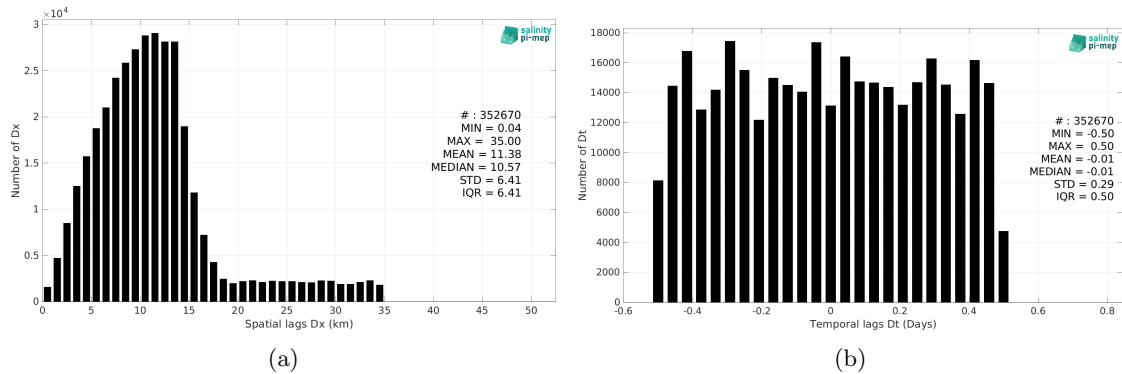 ×10^4
3
2.5
2
1.5
1
0.5
0
Number of Dx
0 5 10 15 20 25 30 35 40 45 50
Spatial lags Dx (km)
salinity
pi-mep
# : 352670
MIN = 0.04
MAX = 35.00
MEAN = 11.38
MEDIAN = 10.57
STD = 6.41
IQR = 6.41
(a)
18000
16000
14000
12000
10000
8000
6000
4000
2000
0
Number of Dt
-0.6 -0.4 -0.2 0 0.2 0.4 0.6 0.8
Temporal lags Dt (Days)
salinity
pi-mep
# : 352670
MIN = -0.50
MAX = 0.50
MEAN = -0.01
MEDIAN = -0.01
STD = 0.29
IQR = 0.50
(b)